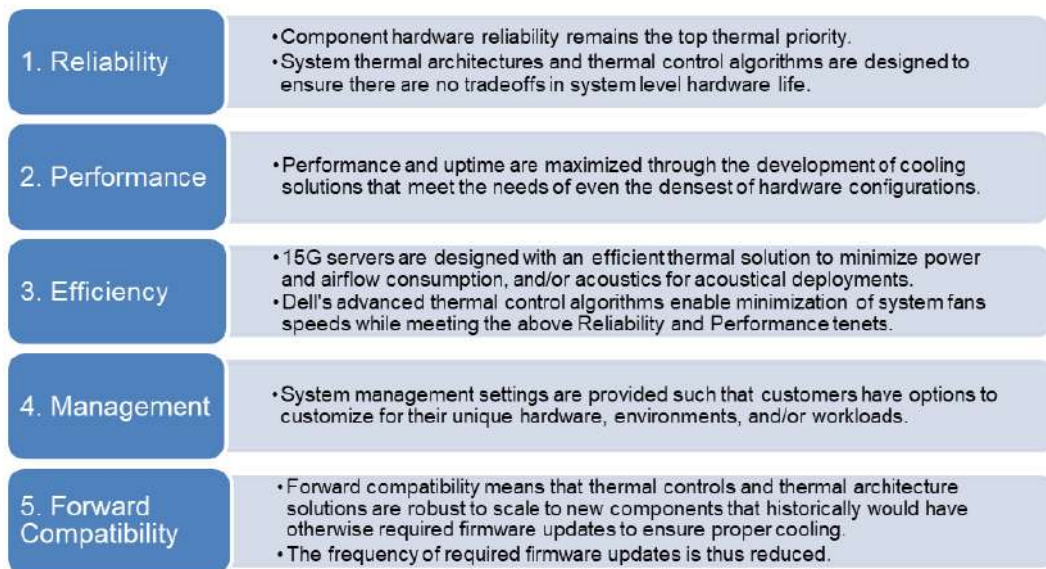 1. Reliability
•Component hardware reliability remains the top thermal priority.
•System thermal architectures and thermal control algorithms are designed to
ensure there are no tradeoffs in system level hardware life.
2. Performance
•Performance and uptime are maximized through the development of cooling
solutions that meet the needs of even the densest of hardware configurations.
3. Efficiency
•15G servers are designed with an efficient thermal solution to minimize power
and airflow consumption, and/or acoustics for acoustical deployments.
•Dell's advanced thermal control algorithms enable minimization of system fans
speeds while meeting the above Reliability and Performance tenets.
4. Management
•System management settings are provided such that customers have options to
customize for their unique hardware, environments, and/or workloads.
5. Forward
Compatibility
•Forward compatibility means that thermal controls and thermal architecture
solutions are robust to scale to new components that historically would have
otherwise required firmware updates to ensure proper cooling.
•The frequency of required firmware updates is thus reduced.